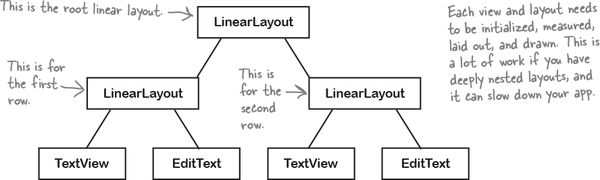 This is the root linear layout.
LinearLayout
Each view and layout needs
to be initialized, measured,
laid out, and drawn. This is
a lot of work if you have
deeply nested layouts, and
it can slow down your app.
This is for
the first
row.
LinearLayout
This is
for the
second
row.
LinearLayout
TextView
EditText
TextView
EditText